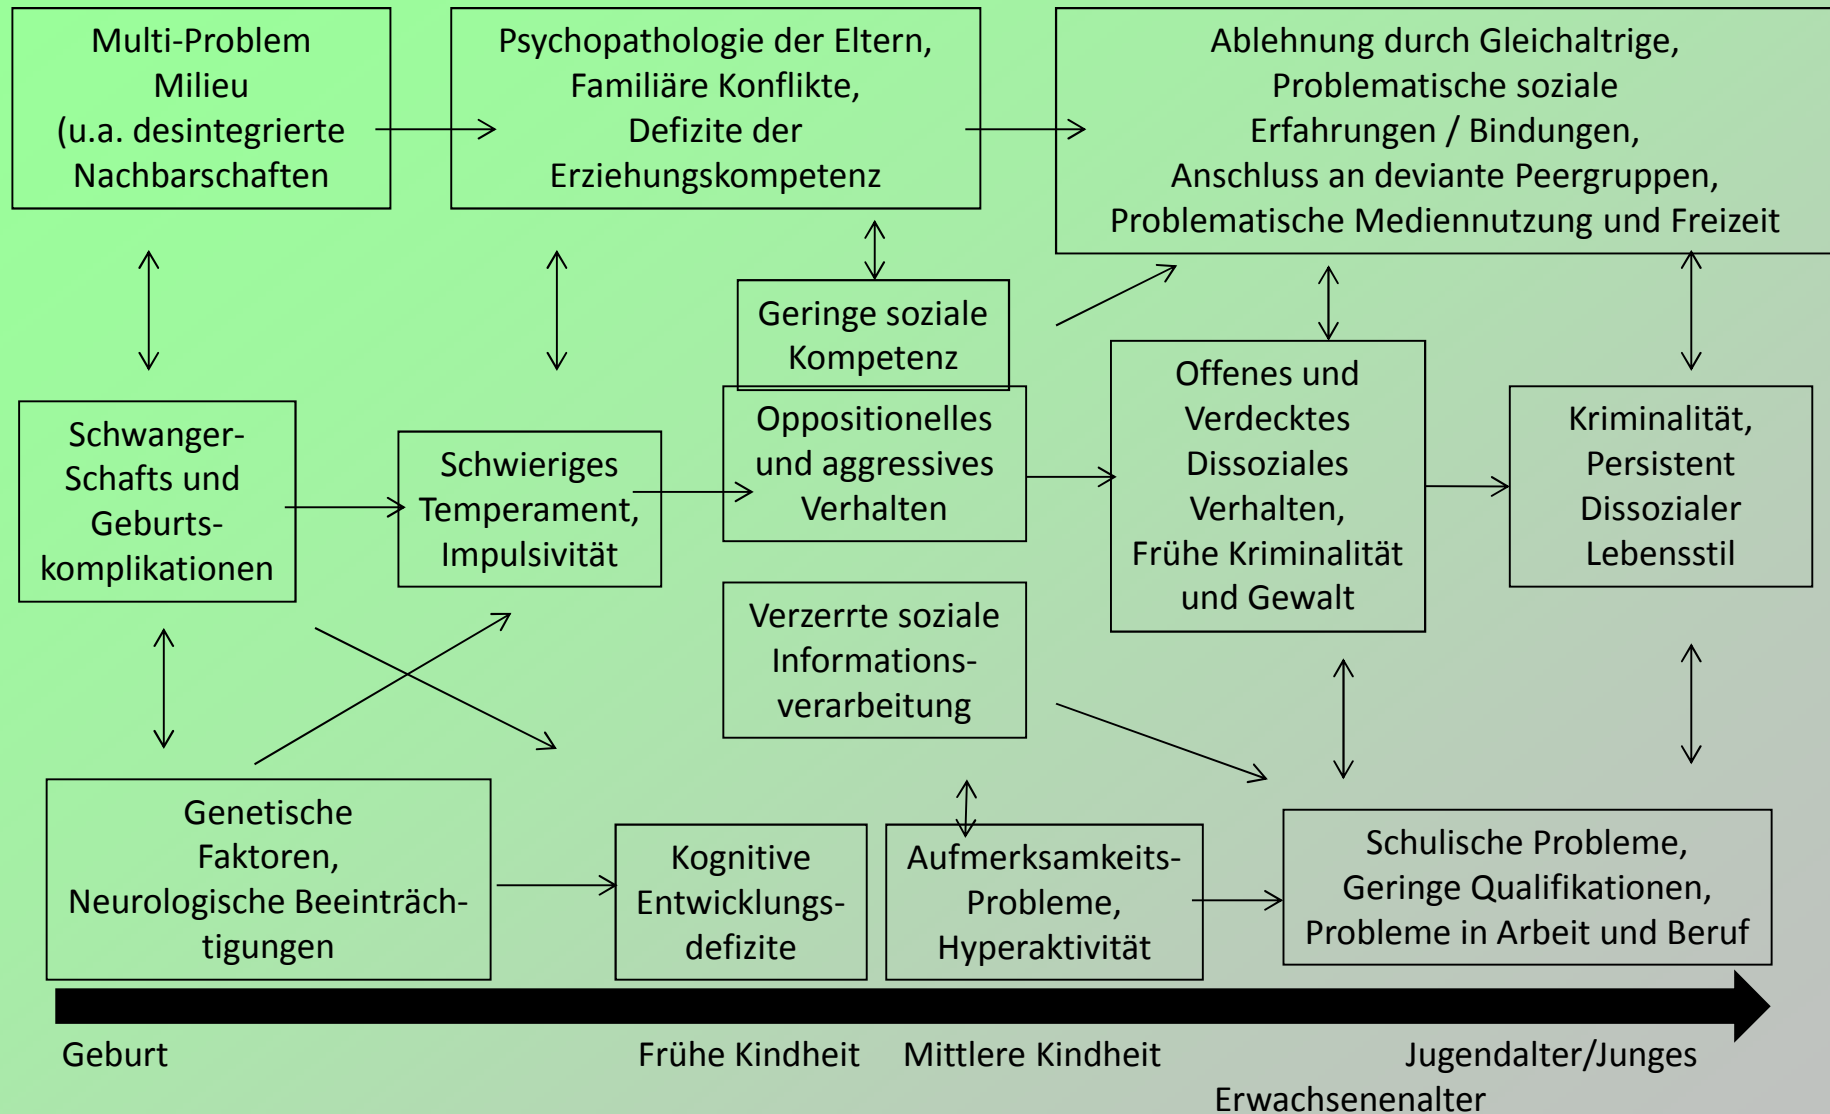 Multi-Problem
Milieu
(u.a. desintegrierte
Nachbarschaften
Psychopathologie der Eltern,
Familiäre Konflikte,
Defizite der
Erziehungskompetenz
Ablehnung durch Gleichaltrige,
Problematische soziale
Erfahrungen / Bindungen,
Anschluss an deviante Peergruppen,
Problematische Mediennutzung und Freizeit
Schwanger-
Schafts und
Geburts-
komplikationen
Schwieriges
Temperament,
Impulsivität
Geringe soziale
Kompetenz
Oppositionelles
und aggressives
Verhalten
Verzerrte soziale
Informations-
verarbeitung
Offenes und
Verdecktes
Dissoziales
Verhalten,
Frühe Kriminalität
und Gewalt
Kriminalität,
Persistent
Dissozialer
Lebensstil
Genetische
Faktoren,
Neurologische Beeinträch-
tigungen
Kognitive
Entwicklungs-
defizite
Aufmerksamkeits-
Probleme,
Hyperaktivität
Schulische Probleme,
Geringe Qualifikationen,
Probleme in Arbeit und Beruf
Geburt
Frühe Kindheit
Mittlere Kindheit
Jugendalter/Junges
Erwachsenenalter